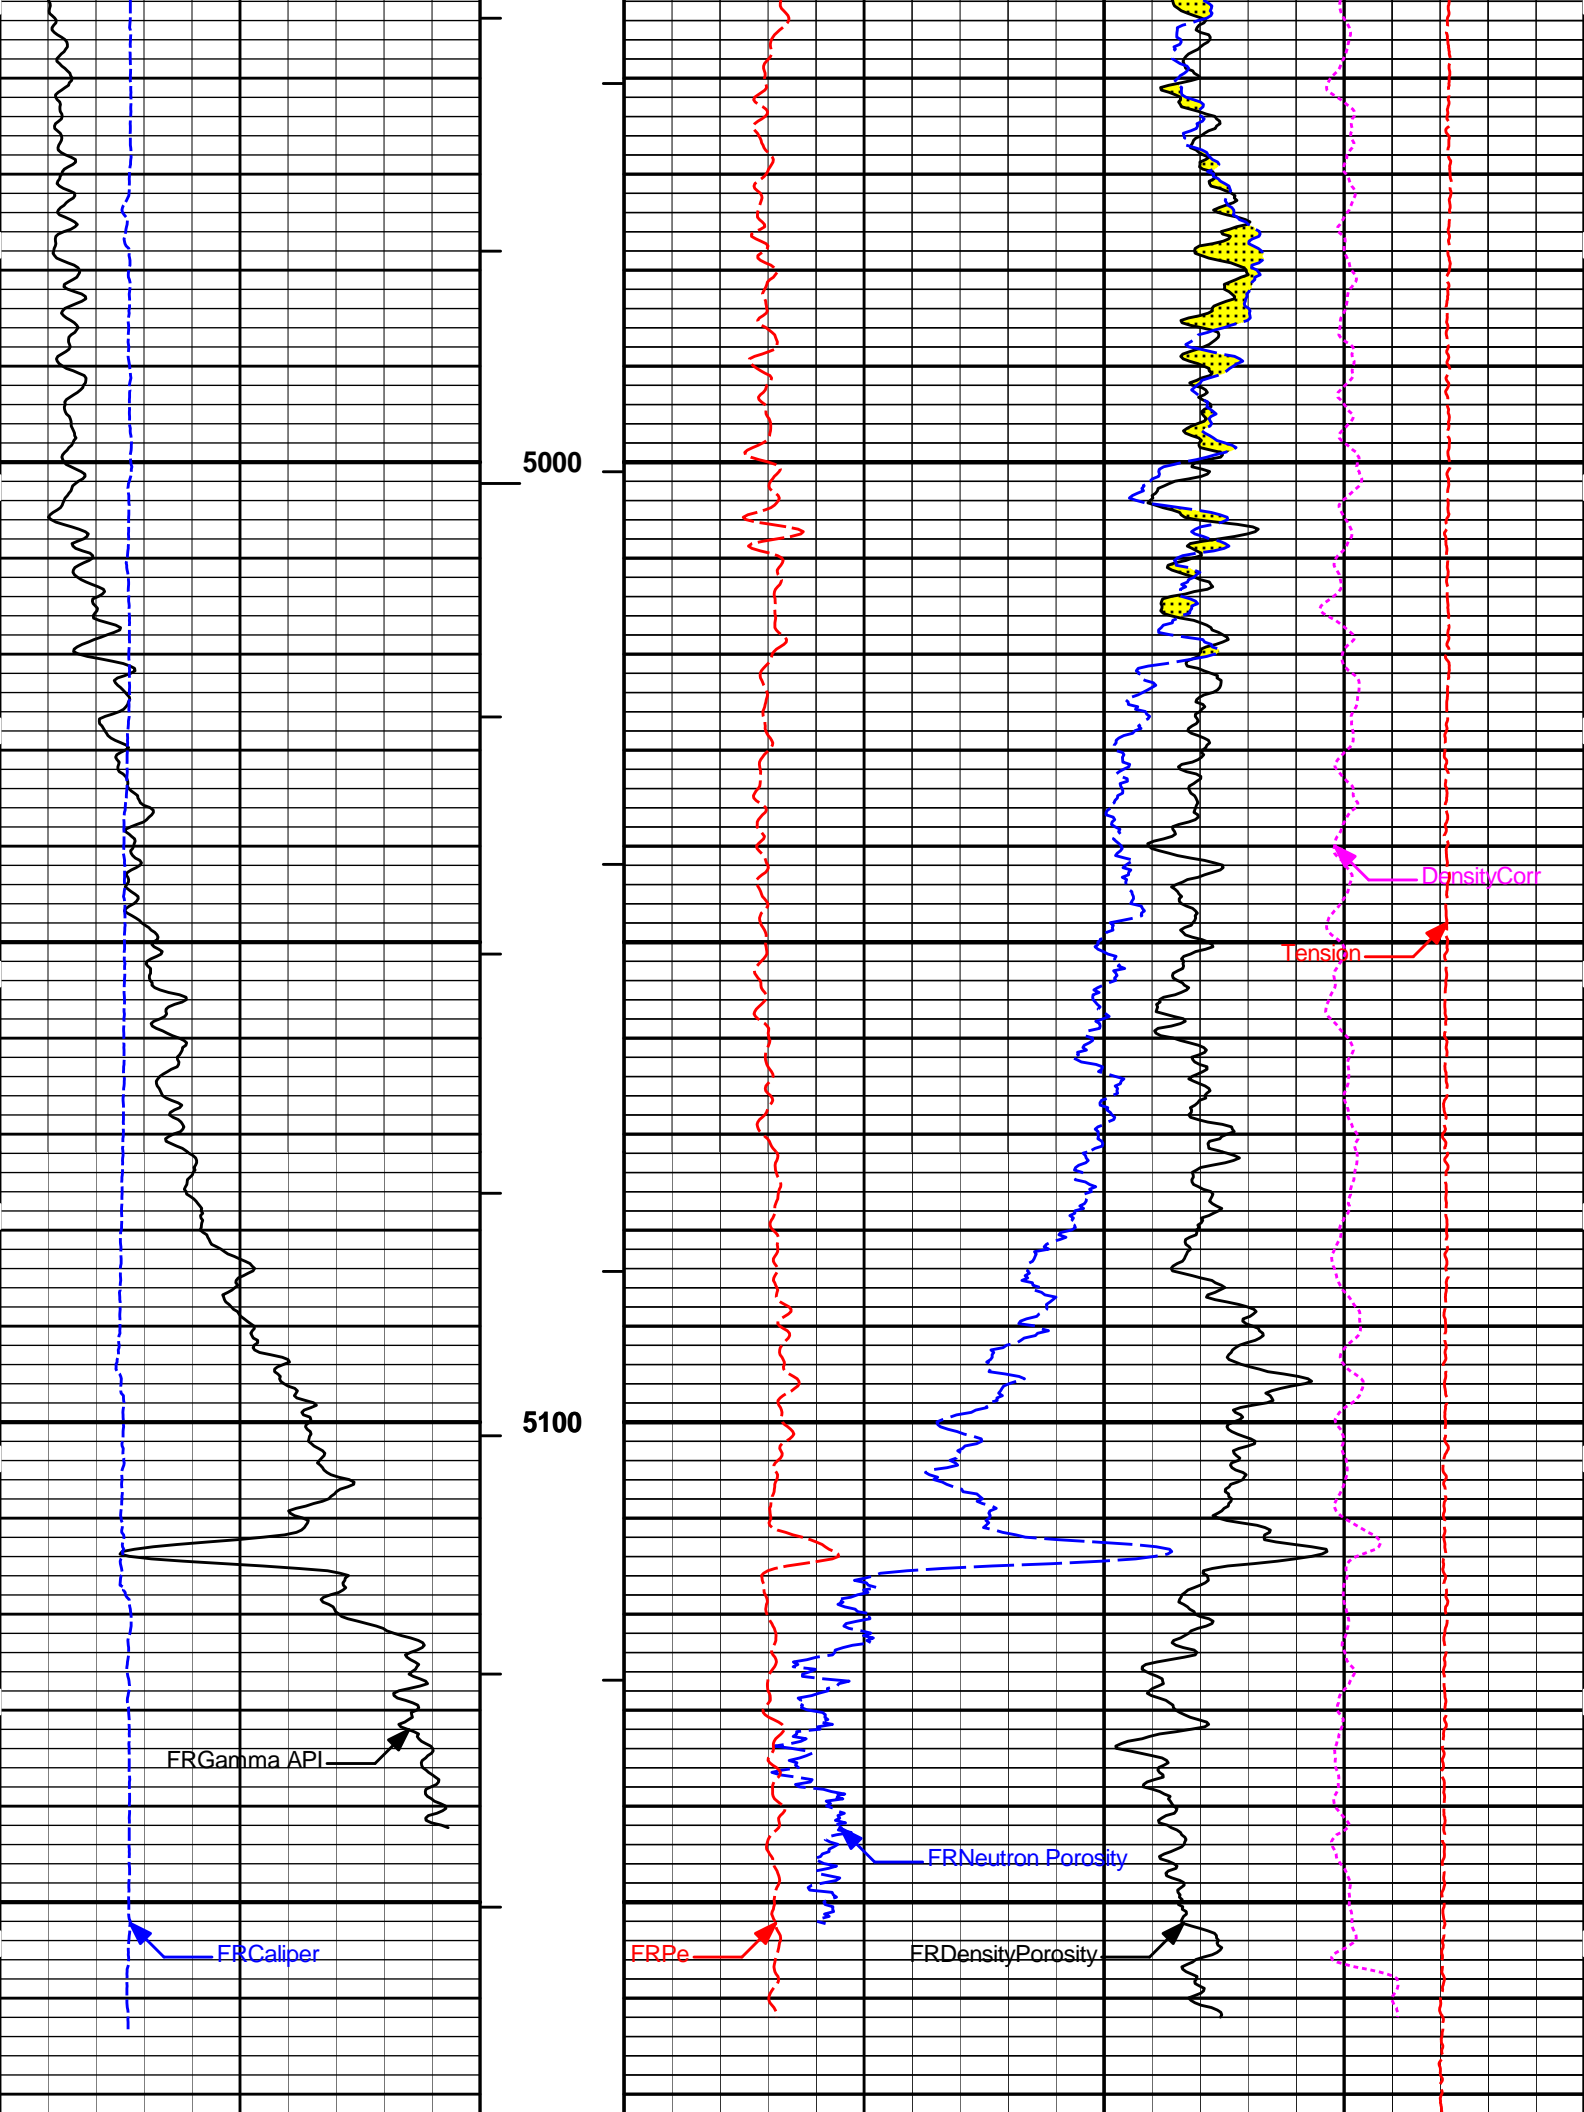 5000
DensityCorr
Tension
5100
FRGamma API
FRNeutron Porosity
FRCaliper
FRPe
FRDensityPorosity